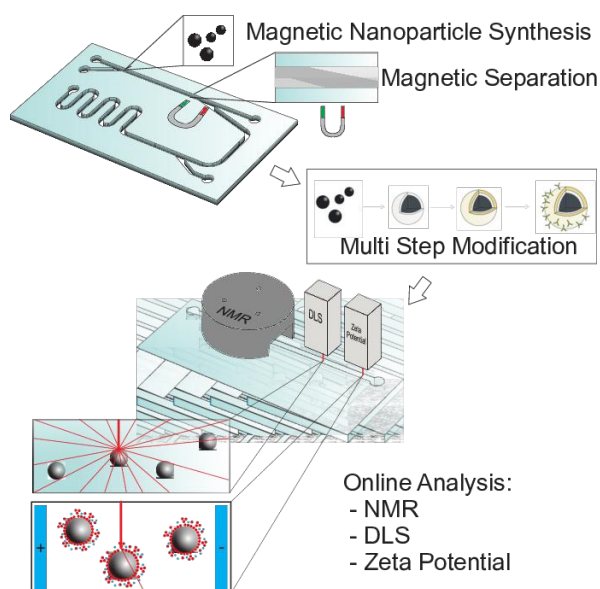 Magnetic Nanoparticle Synthesis
Magnetic Separation
Multi Step Modification
NMR
DLS
Zeta
Potential
+
-
Online Analysis:
- NMR
- DLS
- Zeta Potential